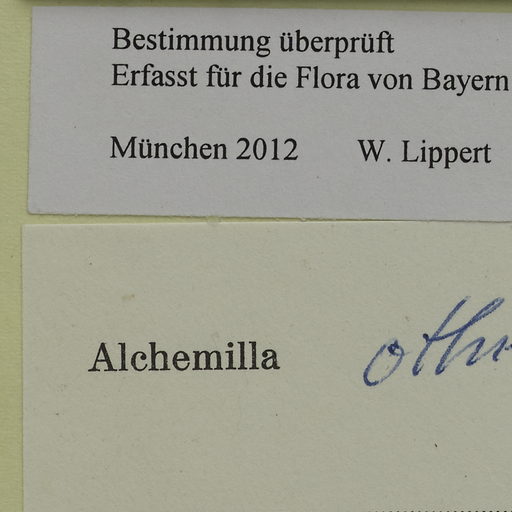 Bestimmung überprüft
Erfasst für die Flora von Bayern
München 2012 W. Lippert
Alchemilla